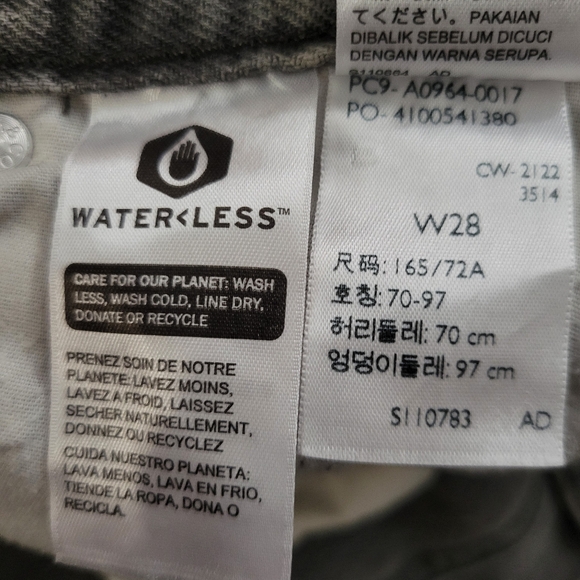 WATER<LESS™
CARE FOR OUR PLANET: WASH
LESS, WASH COLD, LINE DRY,
DONATE OR RECYCLE
PRENEZ SOIN DE NOTRE
PLANETE: LAVEZ MOINS,
LAVEZ A FROID, LAISSEZ
SECHER NATURELLEMENT,
DONNEZ OU RECYCLEZ
CUIDA NUESTRO PLANETA:
LAVA MENOS, LAVA EN FRIO,
TIENDE LA ROPA, DONA O
RECICLA.
てください。PAKAIAN
DIBALIK SEBELUM DICUCI
DENGAN WARNA SERUPA.
AD
PC9- A0964-0017
PO- 4100541380
CW- 2122
3514
W28
尺码: 165/72A
호칭: 70-97
허리둘레: 70 cm
엉덩이둘레: 97 cm
S110783 AD